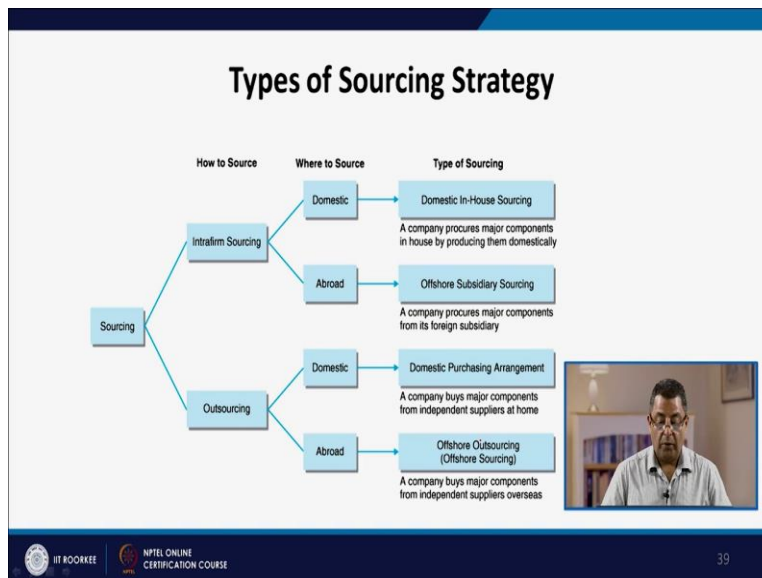 Types of Sourcing Strategy
How to Source
Where to Source
Type of Sourcing
Sourcing
Intrafirm Sourcing
Domestic
Domestic In-House Sourcing
A company procures major components
in house by producing them domestically
Abroad
Offshore Subsidiary Sourcing
A company procures major components
from its foreign subsidiary
Outsourcing
Domestic
Domestic Purchasing Arrangement
A company buys major components
from independent suppliers at home
Abroad
Offshore Outsourcing
(Offshore Sourcing)
A company buys major components
from independent suppliers overseas
IIT ROORKEE
NPTEL ONLINE
CERTIFICATION COURSE
39